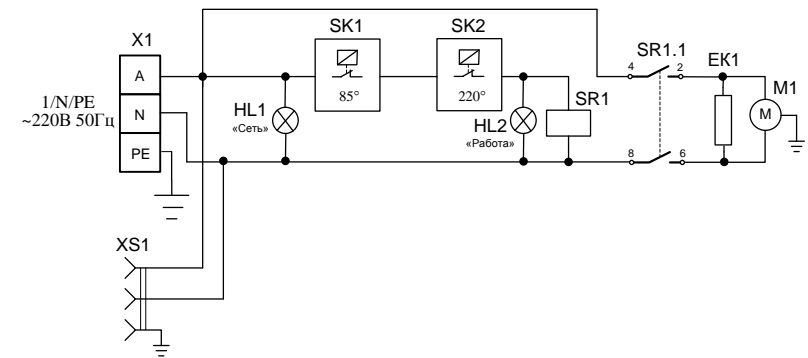 X1
A
N
PE
1/N/PE
~220В 50Гц
XS1
HL1
«Сеть»
SK1
85°
SK2
220°
HL2
«Работа»
SR1
SR1.1
4
2
8
6
EK1
M1
M